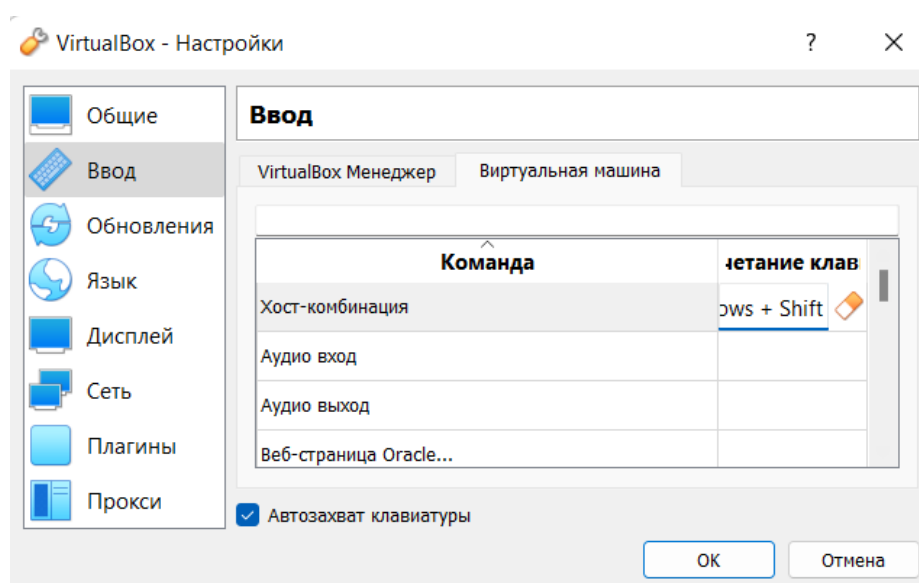 VirtualBox - Настройки ? ×
Общие
Ввод
Обновления
Язык
Дисплей
Сеть
Плагины
Прокси
Ввод
VirtualBox Менеджер Виртуальная машина
Команда четание клав
Хост-комбинация ows + Shift
Аудио вход
Аудио выход
Веб-страница Oracle...
Автозахват клавиатуры
OK Отмена